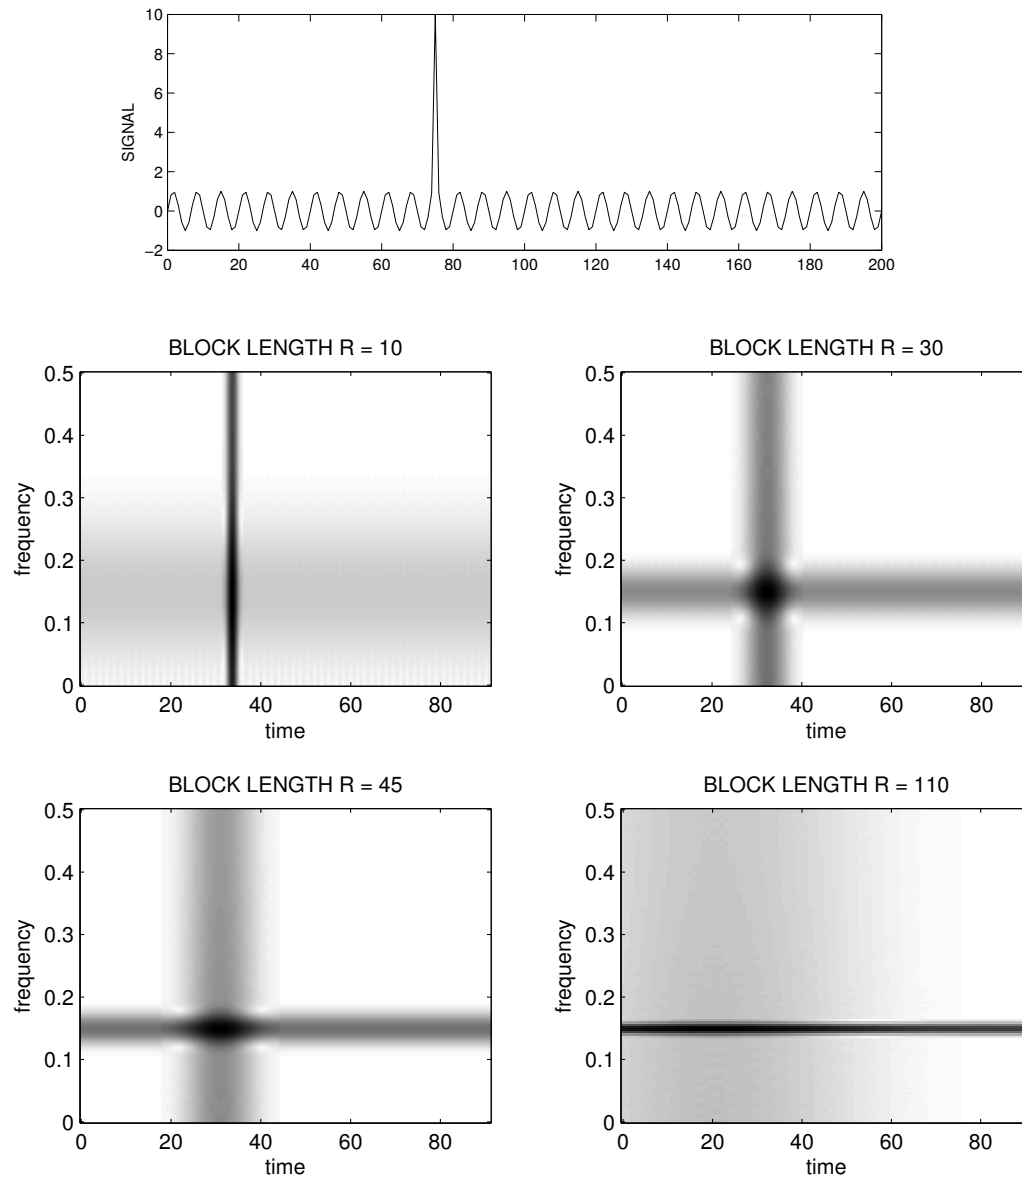 10
8
6
4
2
0
−2
SIGNAL
0 20 40 60 80 100 120 140 160 180 200
BLOCK LENGTH R = 10
0.5
0.4
0.3
0.2
0.1
0
frequency
0 20 40 60 80
time
BLOCK LENGTH R = 30
0.5
0.4
0.3
0.2
0.1
0
frequency
0 20 40 60 80
time
BLOCK LENGTH R = 45
0.5
0.4
0.3
0.2
0.1
0
frequency
0 20 40 60 80
time
BLOCK LENGTH R = 110
0.5
0.4
0.3
0.2
0.1
0
frequency
0 20 40 60 80
time